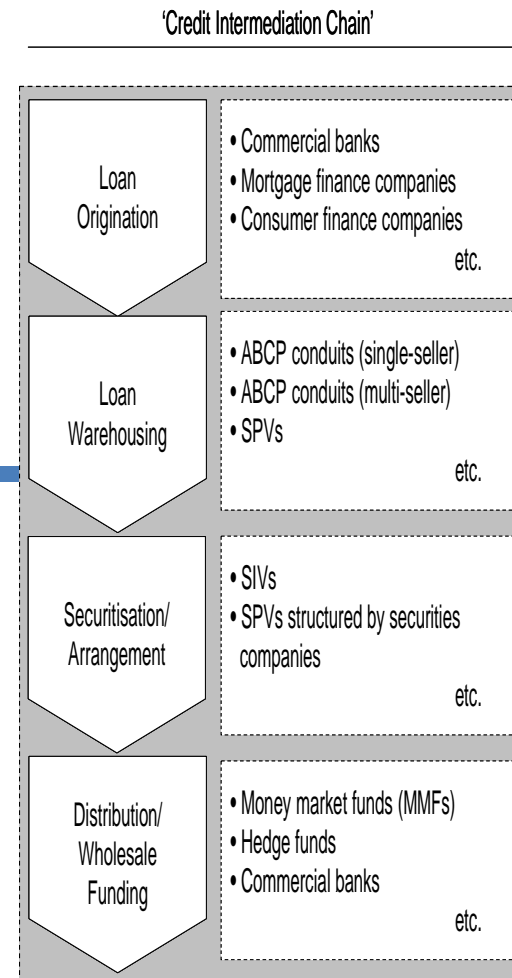 ‘Credit Intermediation Chain’
Loan
Origination
• Commercial banks
• Mortgage finance companies
• Consumer finance companies
etc.
Loan
Warehousing
• ABCP conduits (single-seller)
• ABCP conduits (multi-seller)
• SPVs
etc.
Securitisation/
Arrangement
• SIVs
• SPVs structured by securities
companies
etc.
Distribution/
Wholesale
Funding
• Money market funds (MMFs)
• Hedge funds
• Commercial banks
etc.